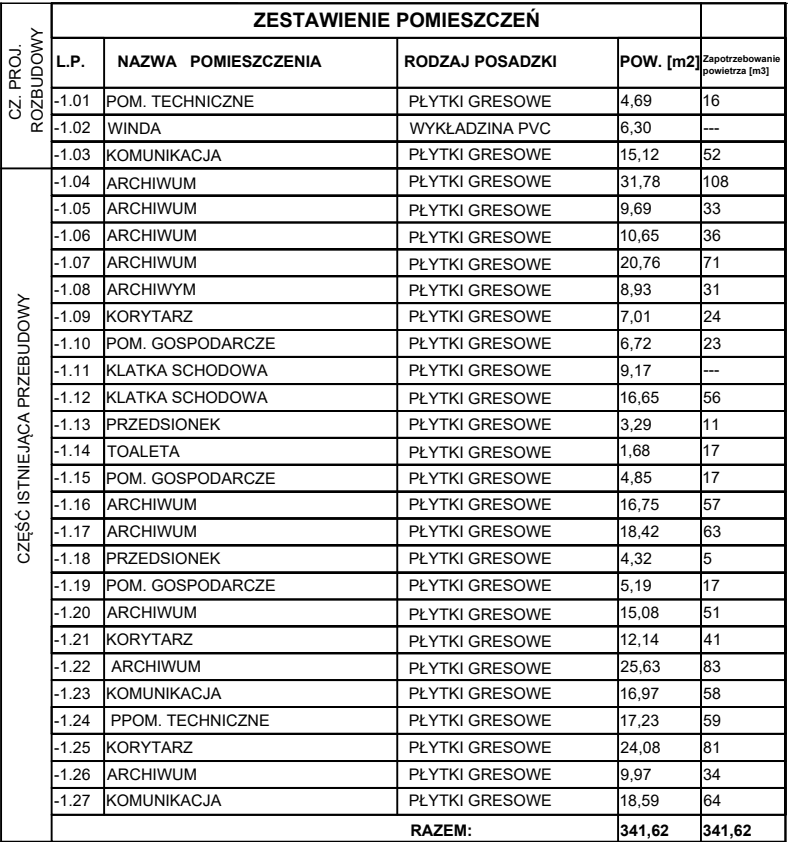 ZESTAWIENIE POMIESZCZEŃ
CZ. PROJ.
ROZBUDOWY
L.P. NAZWA POMIESZCZENIA RODZAJ POSADZKI POW. [m2] Zapotrzebowanie
powietrza [m3]
-1.01 POM. TECHNICZNE PŁYTKI GRESOWE 4,69 16
-1.02 WINDA WYKŁADZINA PVC 6,30 ---
-1.03 KOMUNIKACJA PŁYTKI GRESOWE 15,12 52
CZĘŚĆ ISTNIEJĄCA PRZEBUDOWY
-1.04 ARCHIWUM PŁYTKI GRESOWE 31,78 108
-1.05 ARCHIWUM PŁYTKI GRESOWE 9,69 33
-1.06 ARCHIWUM PŁYTKI GRESOWE 10,65 36
-1.07 ARCHIWUM PŁYTKI GRESOWE 20,76 71
-1.08 ARCHIWYM PŁYTKI GRESOWE 8,93 31
-1.09 KORYTARZ PŁYTKI GRESOWE 7,01 24
-1.10 POM. GOSPODARCZE PŁYTKI GRESOWE 6,72 23
-1.11 KLATKA SCHODOWA PŁYTKI GRESOWE 9,17 ---
-1.12 KLATKA SCHODOWA PŁYTKI GRESOWE 16,65 56
-1.13 PRZEDSIONEK PŁYTKI GRESOWE 3,29 11
-1.14 TOALETA PŁYTKI GRESOWE 1,68 17
-1.15 POM. GOSPODARCZE PŁYTKI GRESOWE 4,85 17
-1.16 ARCHIWUM PŁYTKI GRESOWE 16,75 57
-1.17 ARCHIWUM PŁYTKI GRESOWE 18,42 63
-1.18 PRZEDSIONEK PŁYTKI GRESOWE 4,32 5
-1.19 POM. GOSPODARCZE PŁYTKI GRESOWE 5,19 17
-1.20 ARCHIWUM PŁYTKI GRESOWE 15,08 51
-1.21 KORYTARZ PŁYTKI GRESOWE 12,14 41
-1.22 ARCHIWUM PŁYTKI GRESOWE 25,63 83
-1.23 KOMUNIKACJA PŁYTKI GRESOWE 16,97 58
-1.24 PPOM. TECHNICZNE PŁYTKI GRESOWE 17,23 59
-1.25 KORYTARZ PŁYTKI GRESOWE 24,08 81
-1.26 ARCHIWUM PŁYTKI GRESOWE 9,97 34
-1.27 KOMUNIKACJA PŁYTKI GRESOWE 18,59 64
RAZEM: 341,62 341,62